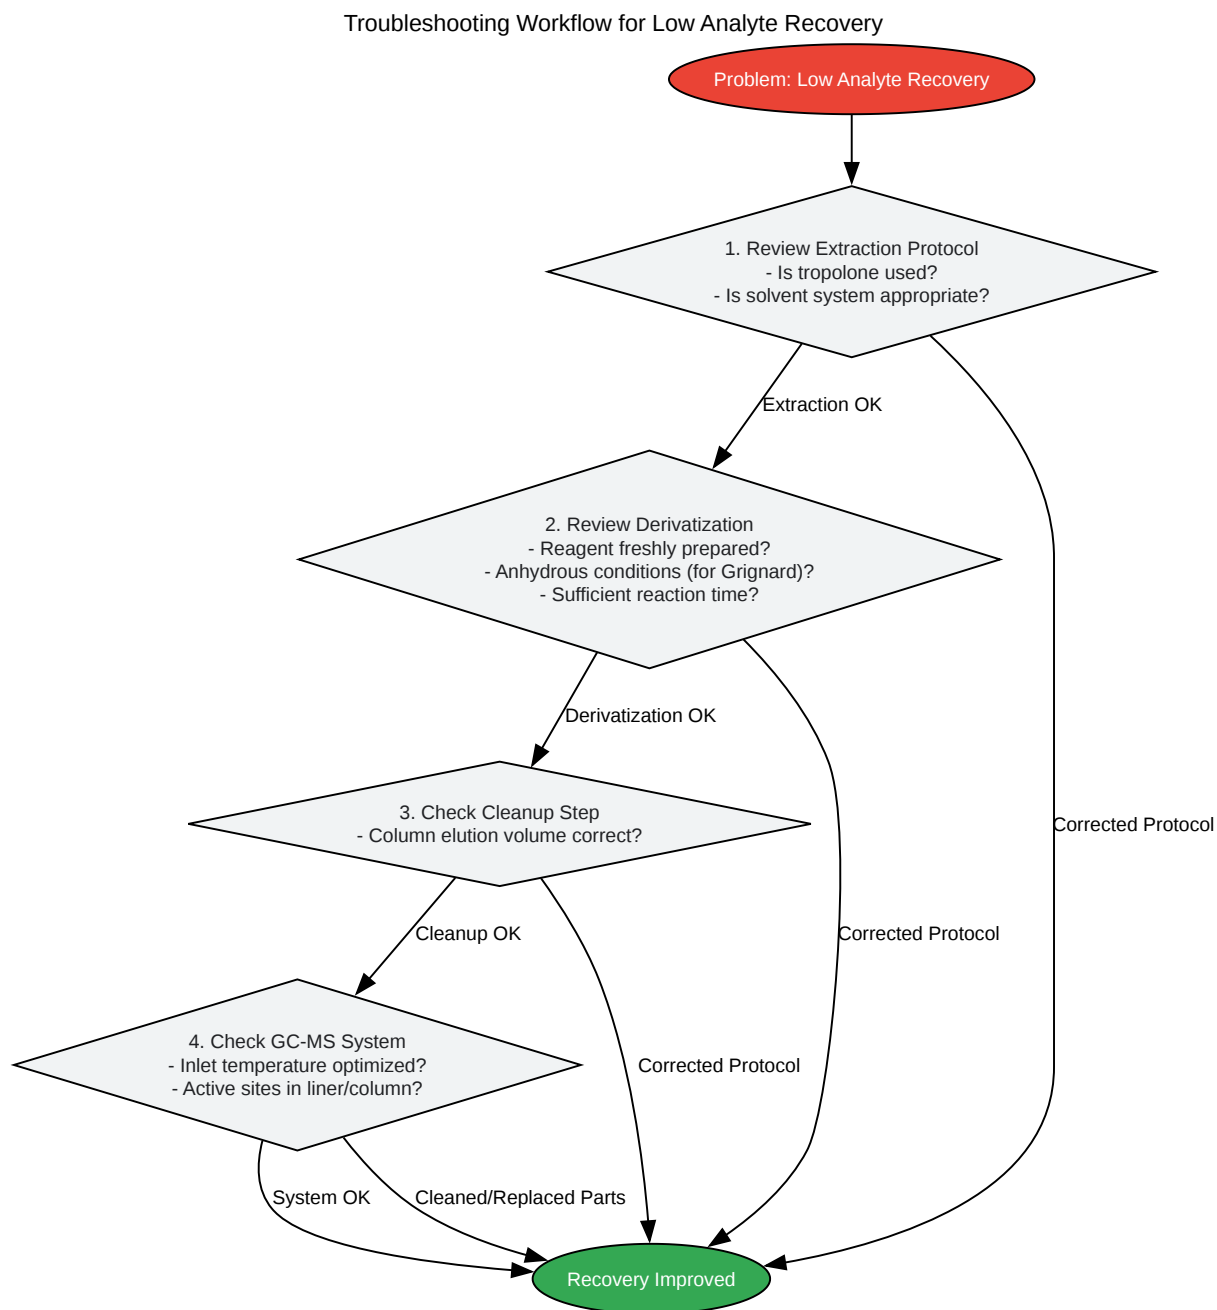 Troubleshooting Workflow for Low Analyte Recovery
Problem: Low Analyte Recovery
1. Review Extraction Protocol
- Is tropolone used?
- Is solvent system appropriate?
Extraction OK
2. Review Derivatization
- Reagent freshly prepared?
- Anhydrous conditions (for Grignard)?
- Sufficient reaction time?
Derivatization OK
3. Check Cleanup Step
- Column elution volume correct?
Corrected Protocol
Cleanup OK
Corrected Protocol
4. Check GC-MS System
- Inlet temperature optimized?
- Active sites in liner/column?
Corrected Protocol
System OK
Cleaned/Replaced Parts
Recovery Improved